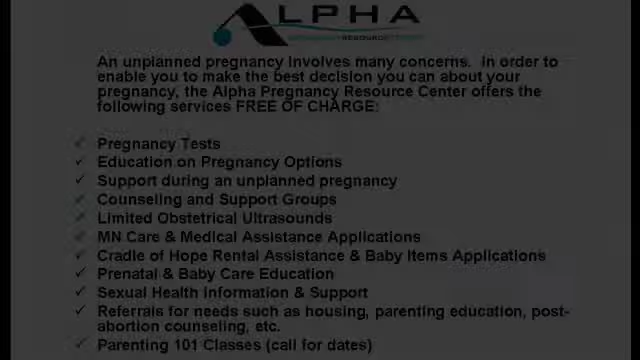 ALPHA
PREGNANCY RESOURCE CENTER
An unplanned pregnancy involves many concerns. In order to
enable you to make the best decision you can about your
pregnancy, the Alpha Pregnancy Resource Center offers the
following services FREE OF CHARGE:
✓ Pregnancy Tests
✓ Education on Pregnancy Options
✓ Support during an unplanned pregnancy
✓ Counseling and Support Groups
✓ Limited Obstetrical Ultrasounds
✓ MN Care & Medical Assistance Applications
✓ Cradle of Hope Rental Assistance & Baby Items Applications
✓ Prenatal & Baby Care Education
✓ Sexual Health Information & Support
✓ Referrals for needs such as housing, parenting education, post-
abortion counseling, etc.
✓ Parenting 101 Classes (call for dates)